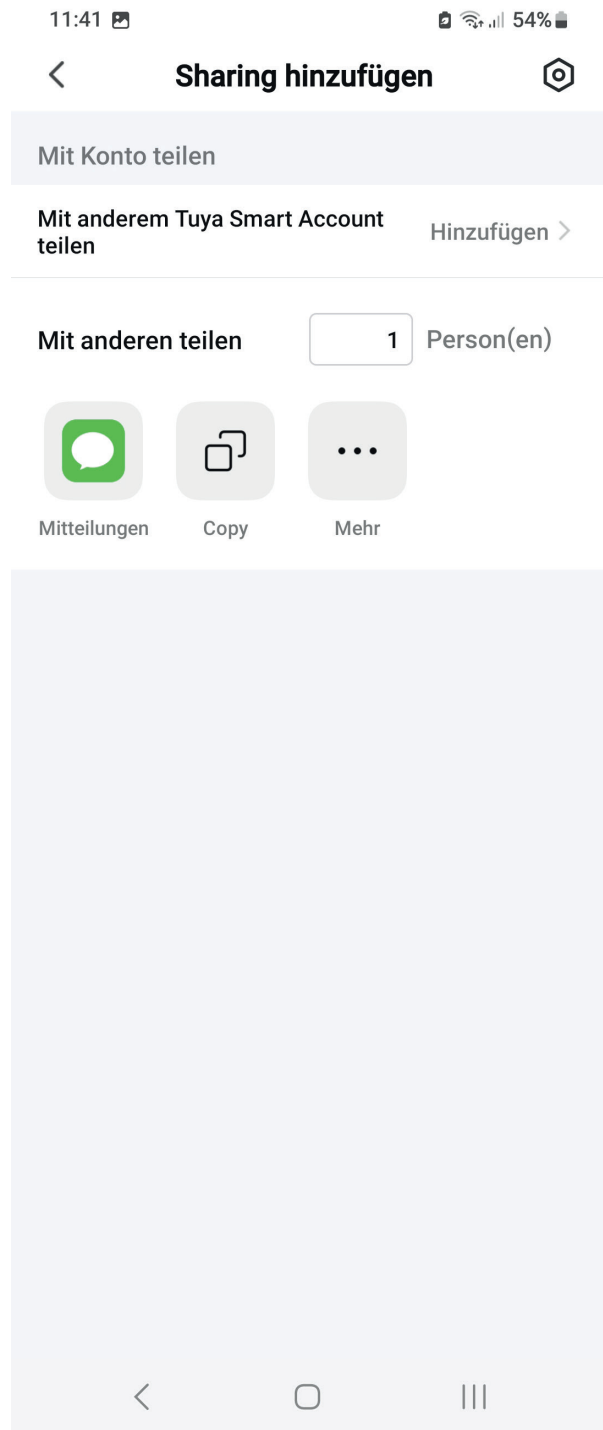 11:41 54%
Sharing hinzufügen
Mit Konto teilen
Mit anderem Tuya Smart Account
teilen
Hinzufügen
Mit anderen teilen 1 Person(en)
Mitteilungen Copy Mehr